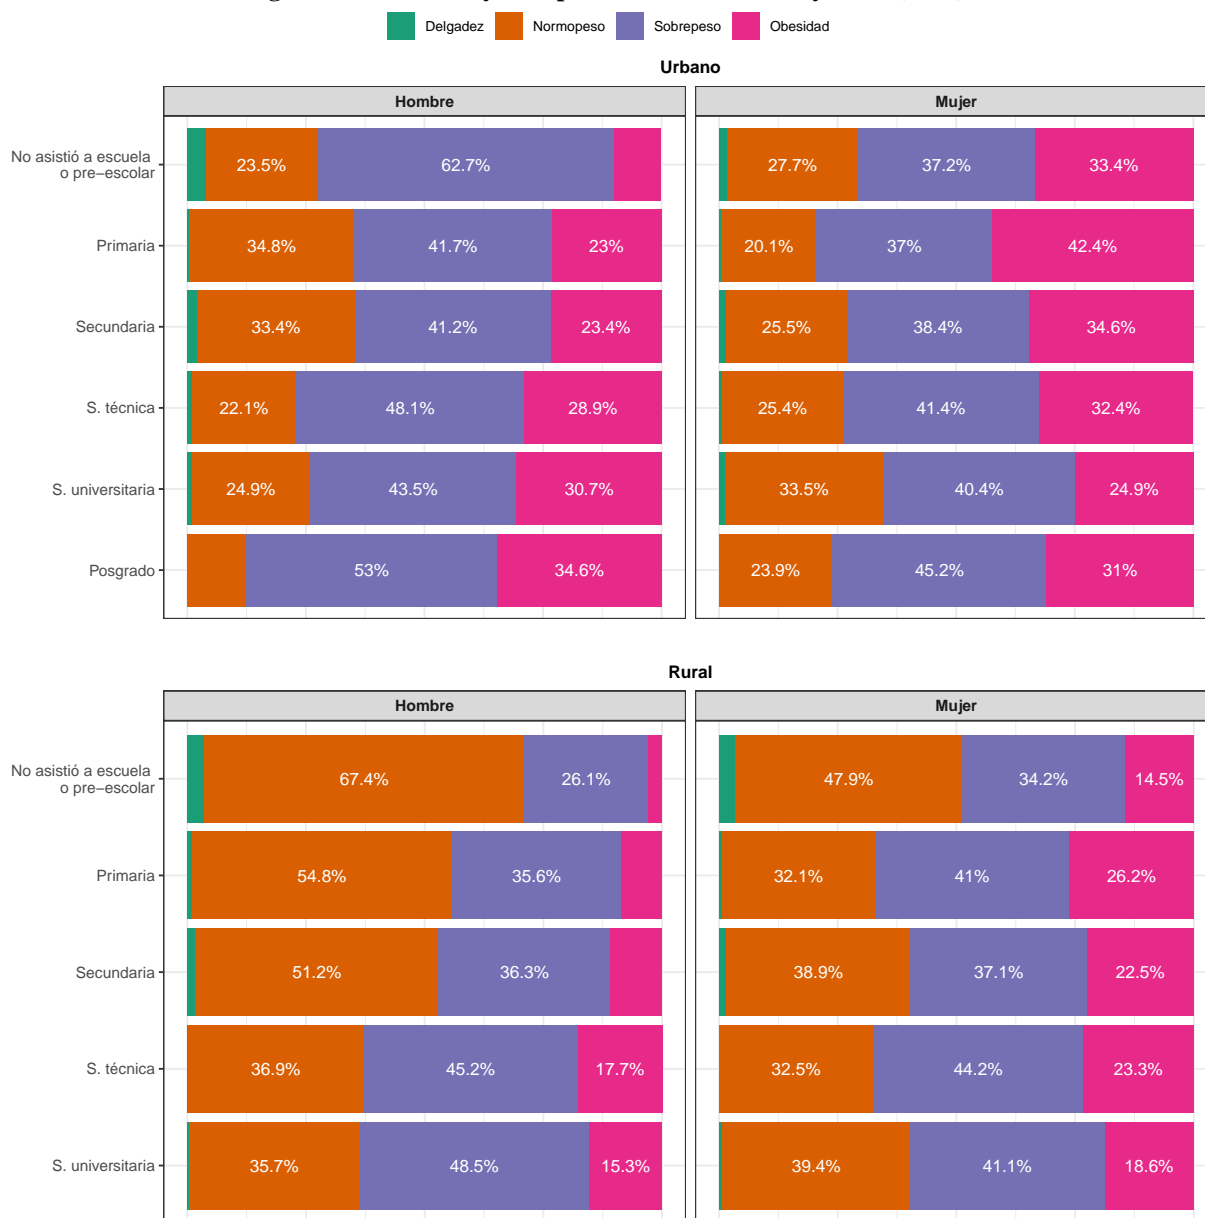 Delgadez Normopeso Sobrepeso Obesidad
Urbano
Hombre Mujer
No asistió a escuela
o pre−escolar
23.5% 62.7% 27.7% 37.2% 33.4%
Primaria 34.8% 41.7% 23% 20.1% 37% 42.4%
Secundaria 33.4% 41.2% 23.4% 25.5% 38.4% 34.6%
S. técnica 22.1% 48.1% 28.9% 25.4% 41.4% 32.4%
S. universitaria 24.9% 43.5% 30.7% 33.5% 40.4% 24.9%
Posgrado 53% 34.6% 23.9% 45.2% 31%
Rural
Hombre Mujer
No asistió a escuela
o pre−escolar
67.4% 26.1% 47.9% 34.2% 14.5%
Primaria 54.8% 35.6% 32.1% 41% 26.2%
Secundaria 51.2% 36.3% 38.9% 37.1% 22.5%
S. técnica 36.9% 45.2% 17.7% 32.5% 44.2% 23.3%
S. universitaria 35.7% 48.5% 15.3% 39.4% 41.1% 18.6%